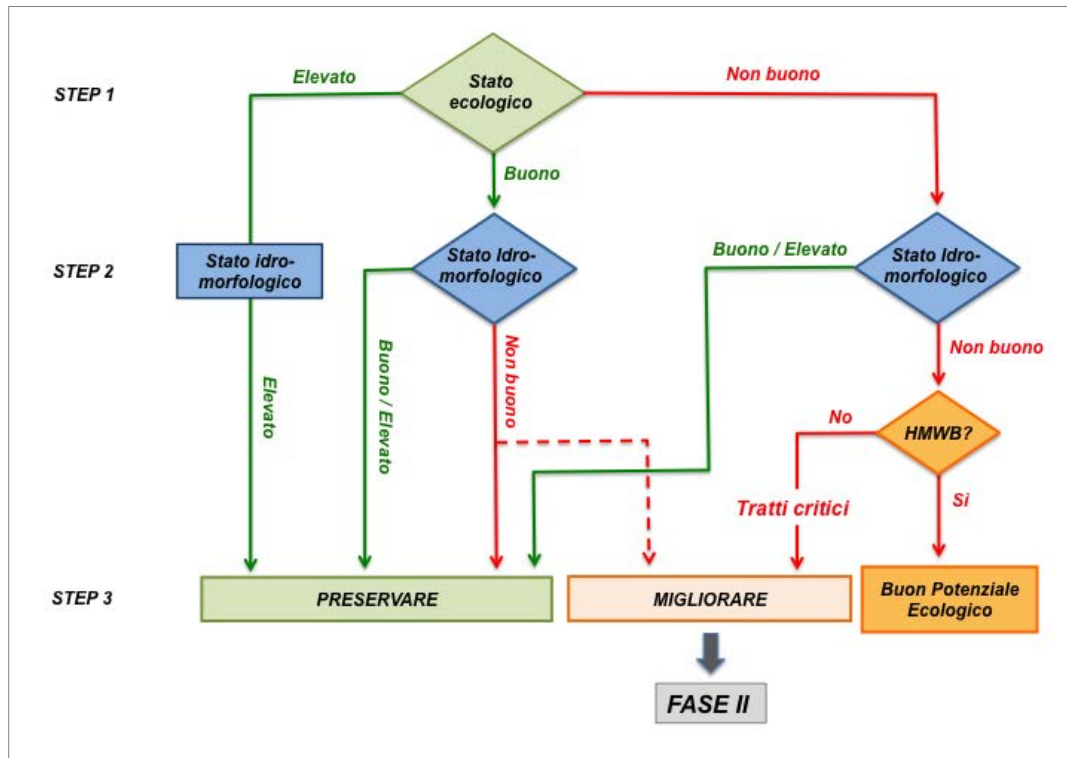 Elevato
Stato
ecologico
Non buono
STEP 1
Buono
STEP 2
Stato idro-
morfologico
Stato Idro-
morfologico
Buono / Elevato
Stato Idro-
morfologico
Elevato
Buono / Elevato
Non buono
Non buono
No
HMWB?
Tratti critici
Si
STEP 3
PRESERVARE
MIGLIORARE
Buon Potenziale
Ecologico
FASE II